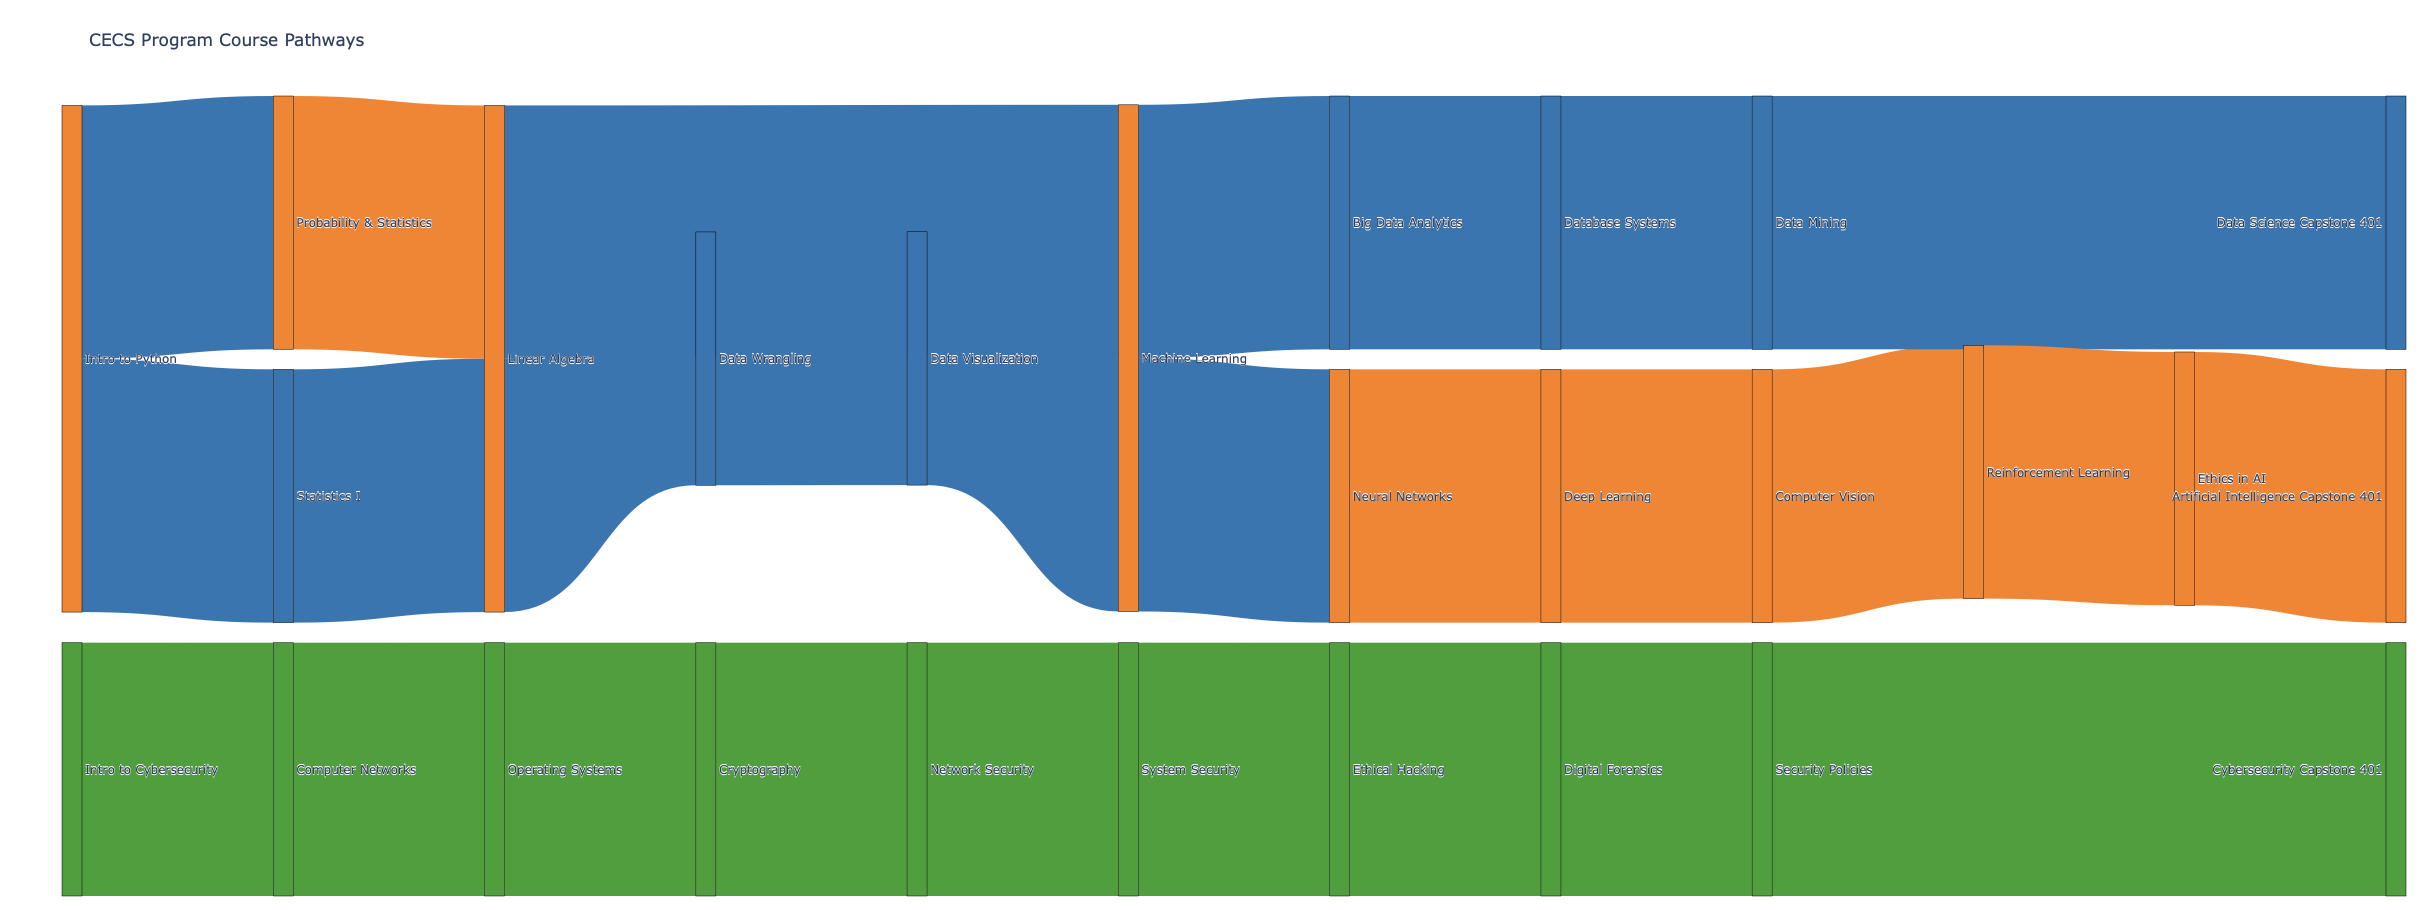 CECS Program Course Pathways
Probability & Statistics
Big Data Analytics
Database Systems
Data Mining
Data Science Capstone 401
Intro to Python
Linear Algebra
Data Wrangling
Data Visualization
Machine Learning
Reinforcement Learning
Ethics in AI
Statistics I
Neural Networks
Deep Learning
Computer Vision
Artificial Intelligence Capstone 401
Intro to Cybersecurity
Computer Networks
Operating Systems
Cryptography
Network Security
System Security
Ethical Hacking
Digital Forensics
Security Policies
Cybersecurity Capstone 401